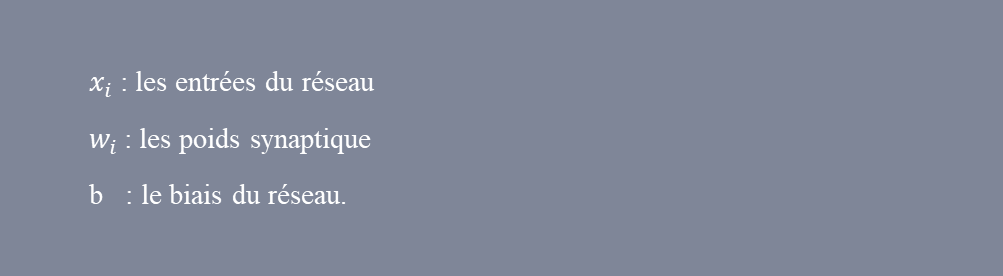 𝑥ᵢ : les entrées du réseau
𝑤ᵢ : les poids synaptique
b : le biais du réseau.